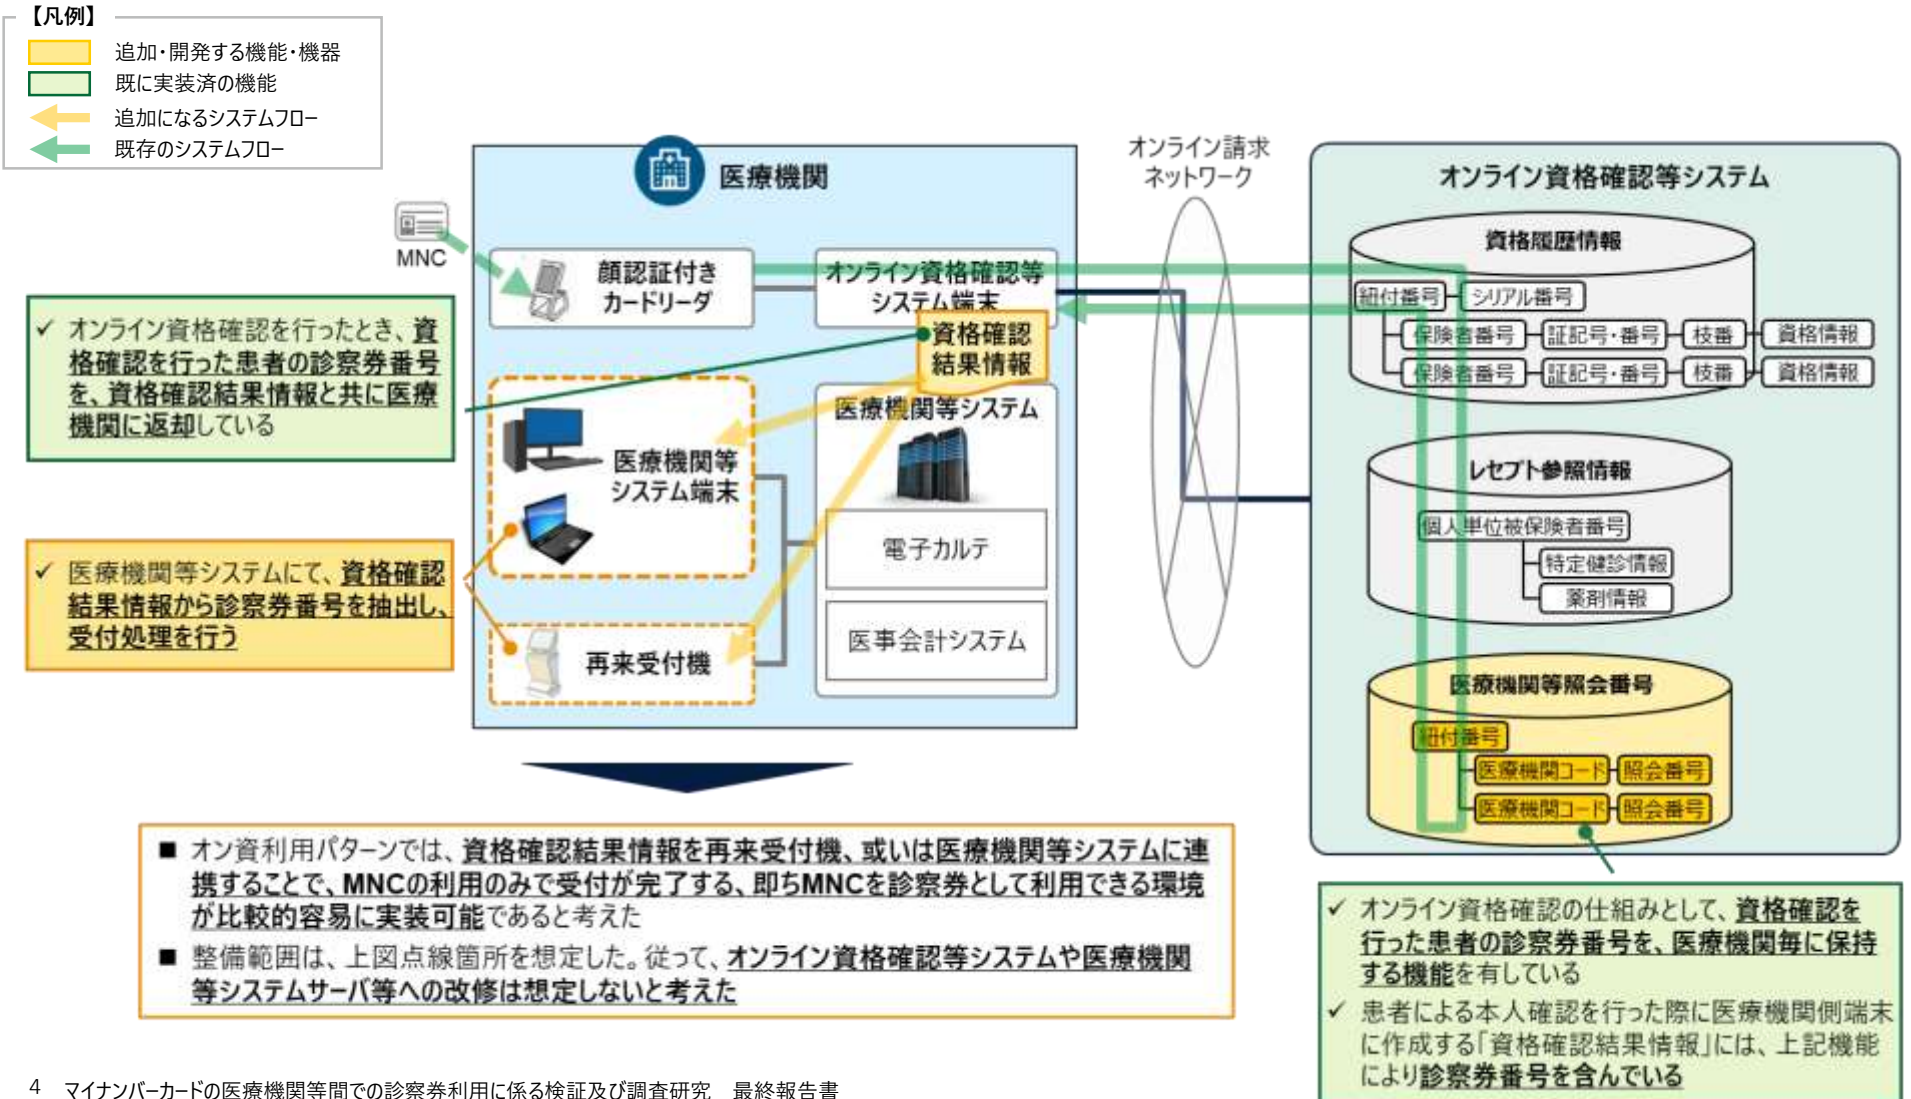 【凡例】
追加・開発する機能・機器
既に実装済の機能
追加になるシステムフロー
既存のシステムフロー
MNC
医療機関
顔認証付き
カードリーダ
オンライン資格確認等
システム端末
資格確認
結果情報
医療機関等
システム端末
再来受付機
医療機関等システム
電子カルテ
医事会計システム
オンライン請求
ネットワーク
オンライン資格確認等システム
資格履歴情報
紐付番号
シリアル番号
保険者番号 証記号・番号 枝番 資格情報
保険者番号 証記号・番号 枝番 資格情報
レセプト参照情報
個人単位被保険者番号
特定健診情報
薬剤情報
医療機関等照会番号
紐付番号
医療機関コード 照会番号
医療機関コード 照会番号
✓ オンライン資格確認を行ったとき、資
格確認を行った患者の診察券番号
を、資格確認結果情報と共に医療
機関に返却している
✓ 医療機関等システムにて、資格確認
結果情報から診察券番号を抽出し、
受付処理を行う
■ オン資利用パターンでは、資格確認結果情報を再来受付機、或いは医療機関等システムに連
携することで、MNCの利用のみで受付が完了する、即ちMNCを診察券として利用できる環境
が比較的容易に実装可能であると考えた
■ 整備範囲は、上図点線箇所を想定した。従って、オンライン資格確認等システムや医療機関
等システムサーバ等への改修は想定しないと考えた
✓ オンライン資格確認の仕組みとして、資格確認を
行った患者の診察券番号を、医療機関毎に保持
する機能を有している
✓ 患者による本人確認を行った際に医療機関側端末
に作成する「資格確認結果情報」には、上記機能
により診察券番号を含んでいる
4 マイナンバーカードの医療機関等間での診察券利用に係る検証及び調査研究 最終報告書